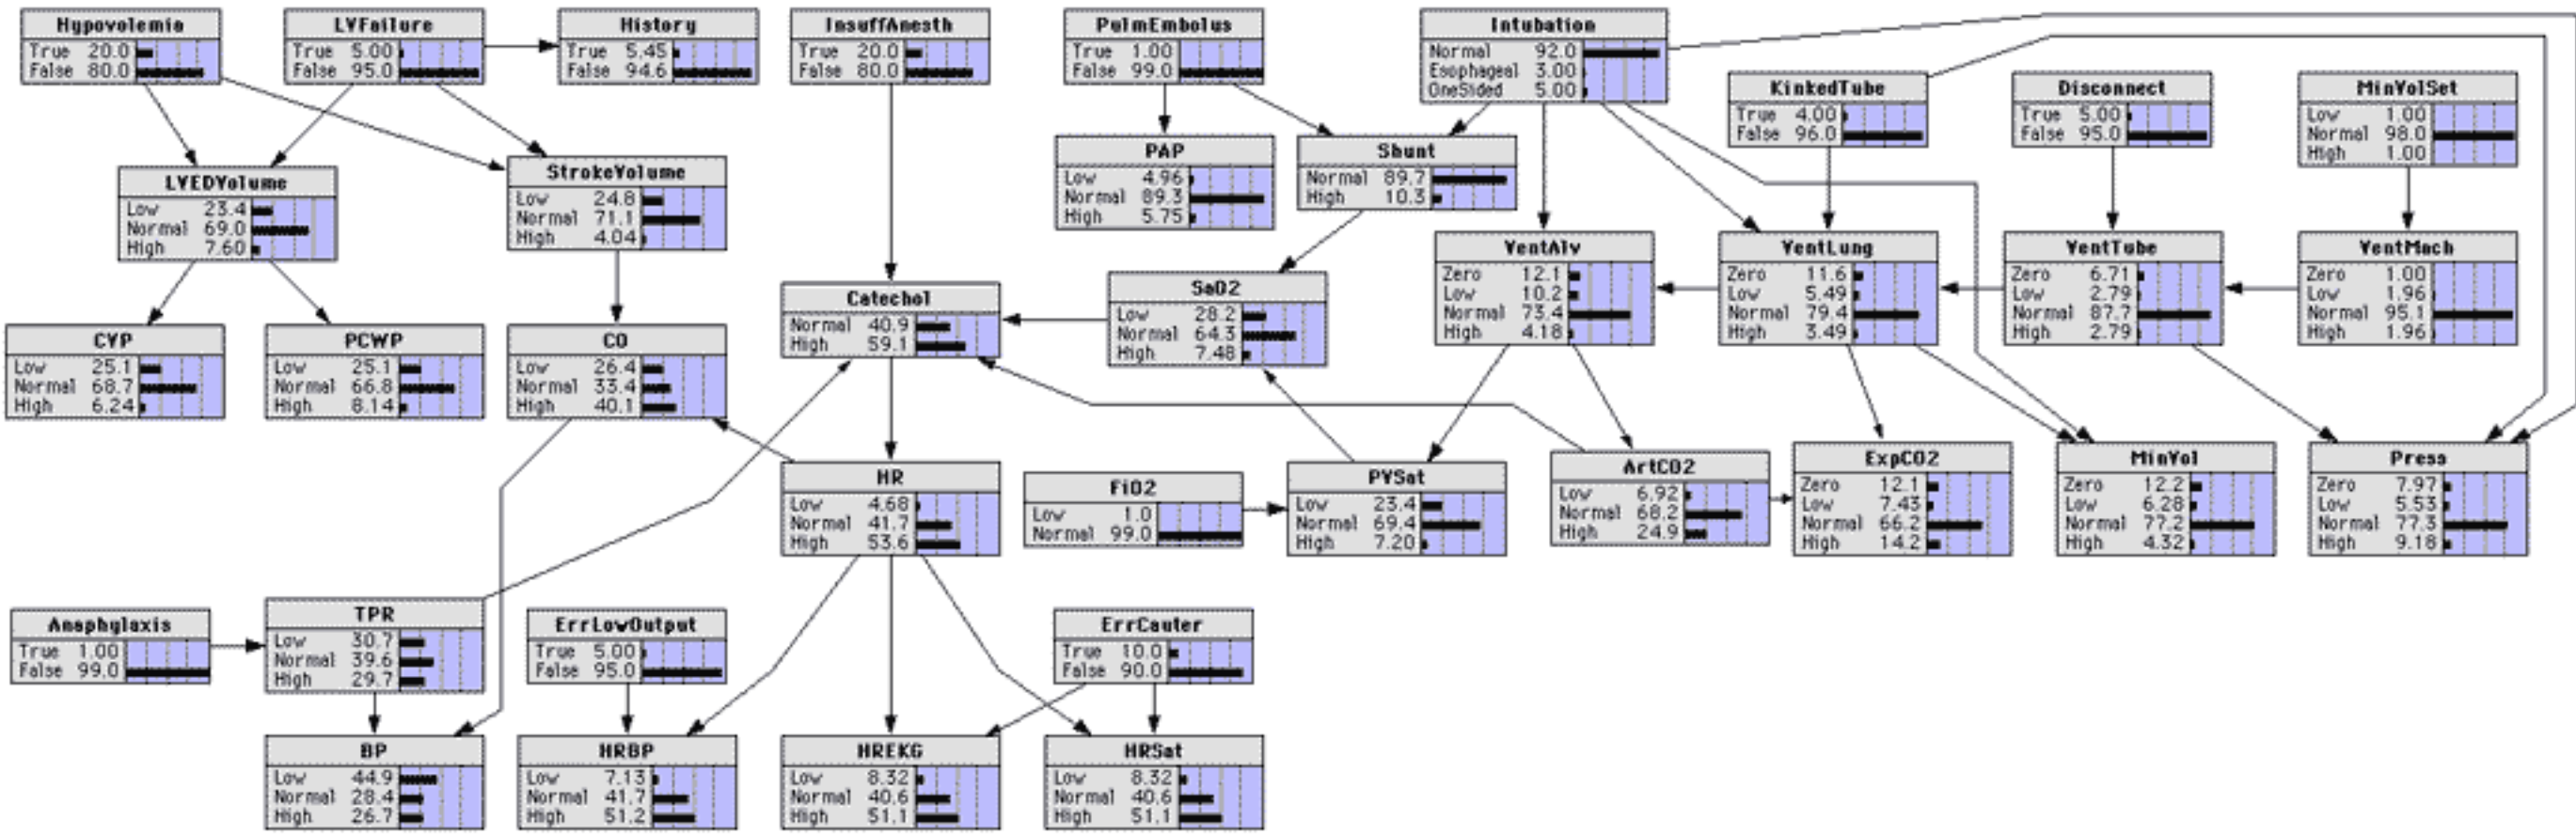 Hypovolemia
True 20.0
False 80.0
LVFailure
True 5.00
False 95.0
History
True 5.45
False 94.6
InsuffAnesth
True 20.0
False 80.0
PulmEmbolus
True 1.00
False 99.0
Intubation
Normal 92.0
Esophageal 3.00
OneSided 5.00
KinkedTube
True 4.00
False 96.0
Disconnect
True 5.00
False 95.0
MinVolSet
Low 1.00
Normal 98.0
High 1.00
LVEDVolume
Low 23.4
Normal 69.0
High 7.60
StrokeVolume
Low 24.8
Normal 71.1
High 4.04
PAP
Low 4.96
Normal 89.3
High 5.75
Shunt
Normal 89.7
High 10.3
VentAlv
Zero 12.1
Low 10.2
Normal 73.4
High 4.18
VentLung
Zero 11.6
Low 5.49
Normal 79.4
High 3.49
VentTube
Zero 6.71
Low 2.79
Normal 87.7
High 2.79
VentMach
Zero 1.00
Low 1.96
Normal 95.1
High 1.96
CVP
Low 25.1
Normal 68.7
High 6.24
PCWP
Low 25.1
Normal 66.8
High 8.14
CO
Low 26.4
Normal 33.4
High 40.1
Catechol
Normal 40.9
High 59.1
SaO2
Low 28.2
Normal 64.3
High 7.48
HR
Low 4.68
Normal 41.7
High 53.6
FiO2
Low 1.0
Normal 99.0
PVSat
Low 23.4
Normal 69.4
High 7.20
ArtCO2
Low 6.92
Normal 68.2
High 24.9
ExpCO2
Zero 12.1
Low 7.43
Normal 66.2
High 14.2
MinVol
Zero 12.2
Low 6.28
Normal 77.2
High 4.32
Press
Zero 7.97
Low 5.53
Normal 77.3
High 9.18
Anaphylaxis
True 1.00
False 99.0
TPR
Low 30.7
Normal 39.6
High 29.7
ErrLowOutput
True 5.00
False 95.0
ErrCauter
True 10.0
False 90.0
BP
Low 44.9
Normal 28.4
High 26.7
HRBP
Low 7.13
Normal 41.7
High 51.2
HREKG
Low 8.32
Normal 40.6
High 51.1
HRSat
Low 8.32
Normal 40.6
High 51.1